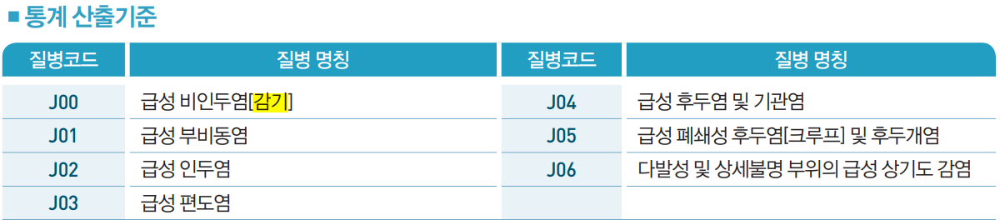 ■ 통계 산출기준
질병코드 질병 명칭 질병코드 질병 명칭
J00 급성 비인두염[감기] J04 급성 후두염 및 기관염
J01 급성 부비동염 J05 급성 폐쇄성 후두염[크루프] 및 후두개염
J02 급성 인두염 J06 다발성 및 상세불명 부위의 급성 상기도 감염
J03 급성 편도염